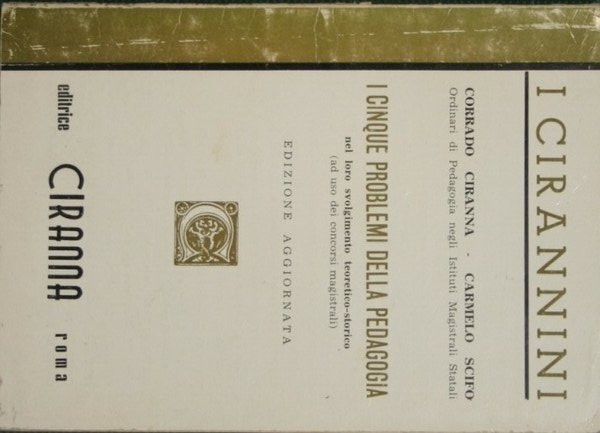 I CIRANNINI
CORRADO CIRANNA - CARMELO SCIFO
Ordinari di Pedagogia negli Istituti Magistrali Statali
I CINQUE PROBLEMI DELLA PEDAGOGIA
nel loro svolgimento teoretico-storico
(ad uso dei concorsi magistrali)
EDIZIONE AGGIORNATA
editrice CIRANNA roma